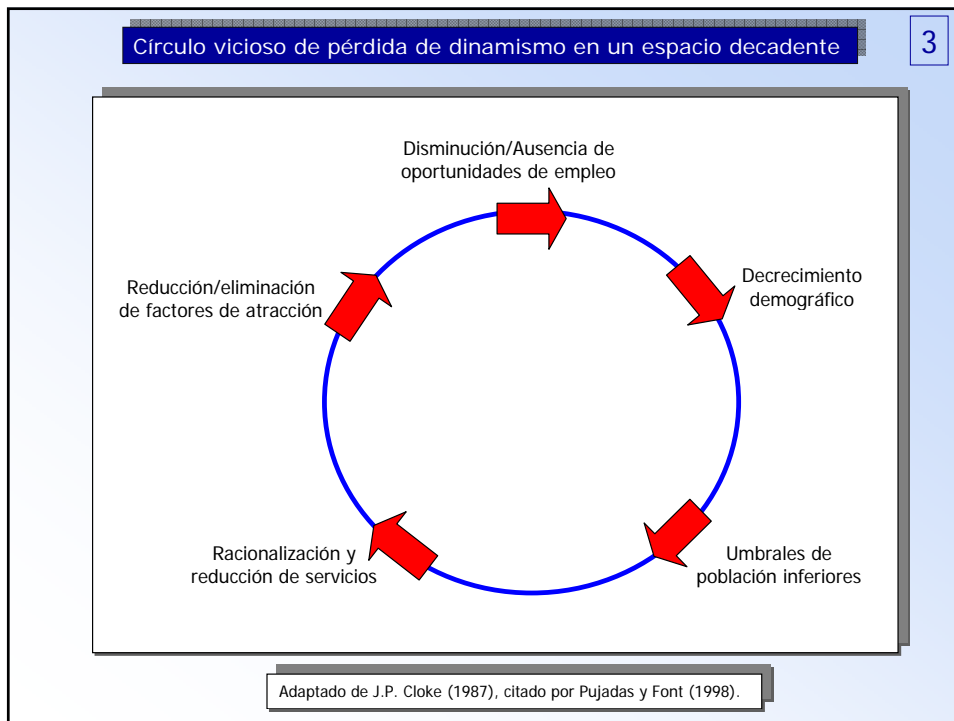 Círculo vicioso de pérdida de dinamismo en un espacio decadente
3
Disminución/Ausencia de
oportunidades de empleo
Decrecimiento
demográfico
Umbrales de
población inferiores
Racionalización y
reducción de servicios
Reducción/eliminación
de factores de atracción
Adaptado de J.P. Cloke (1987), citado por Pujadas y Font (1998).